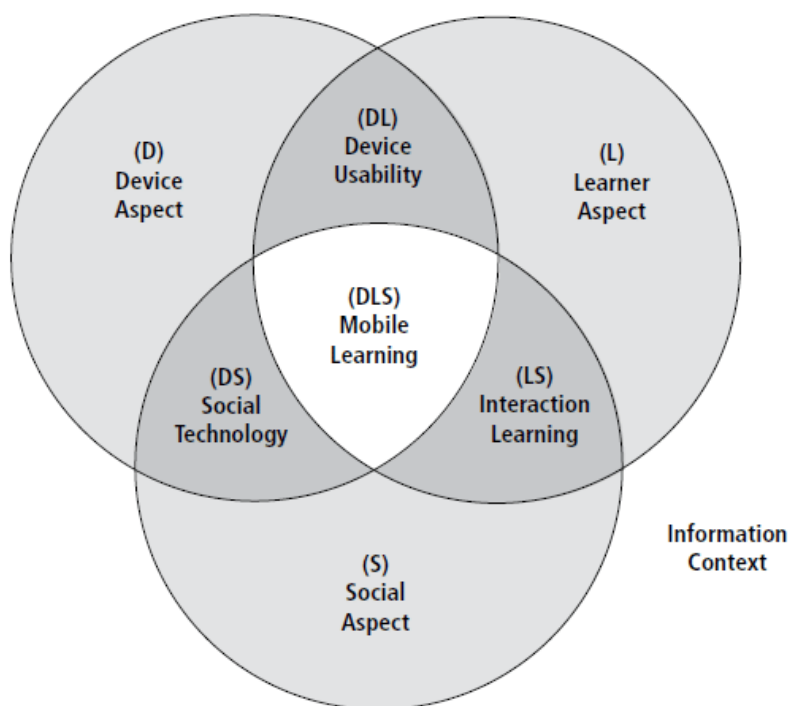 (DL)
Device
Usability
(D)
Device
Aspect
(L)
Learner
Aspect
(DLS)
Mobile
Learning
(DS)
Social
Technology
(LS)
Interaction
Learning
(S)
Social
Aspect
Information
Context